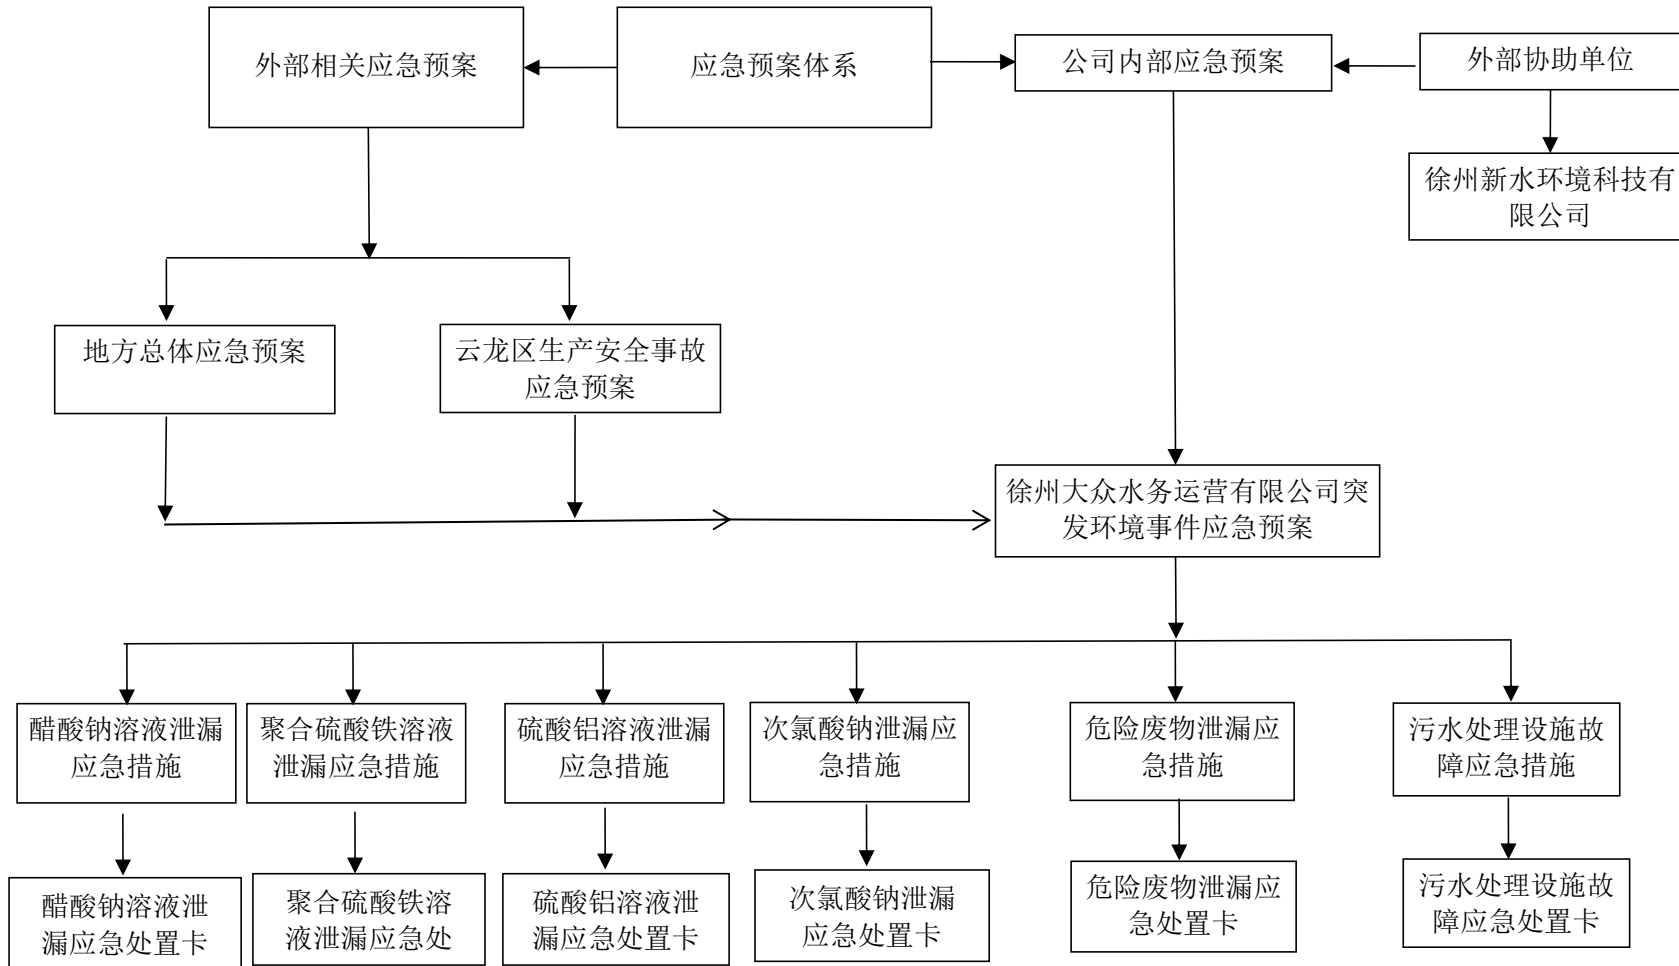 外部相关应急预案
应急预案体系
公司内部应急预案
外部协助单位
徐州新水环境科技有
限公司
地方总体应急预案
云龙区生产安全事故
应急预案
徐州大众水务运营有限公司突
发环境事件应急预案
醋酸钠溶液泄漏
应急措施
聚合硫酸铁溶液
泄漏应急措施
硫酸铝溶液泄漏
应急措施
次氯酸钠泄漏应
急措施
危险废物泄漏应
急措施
污水处理设施故
障应急措施
醋酸钠溶液泄
漏应急处置卡
聚合硫酸铁溶
液泄漏应急处
硫酸铝溶液泄
漏应急处置卡
次氯酸钠泄漏
应急处置卡
危险废物泄漏应
急处置卡
污水处理设施故
障应急处置卡